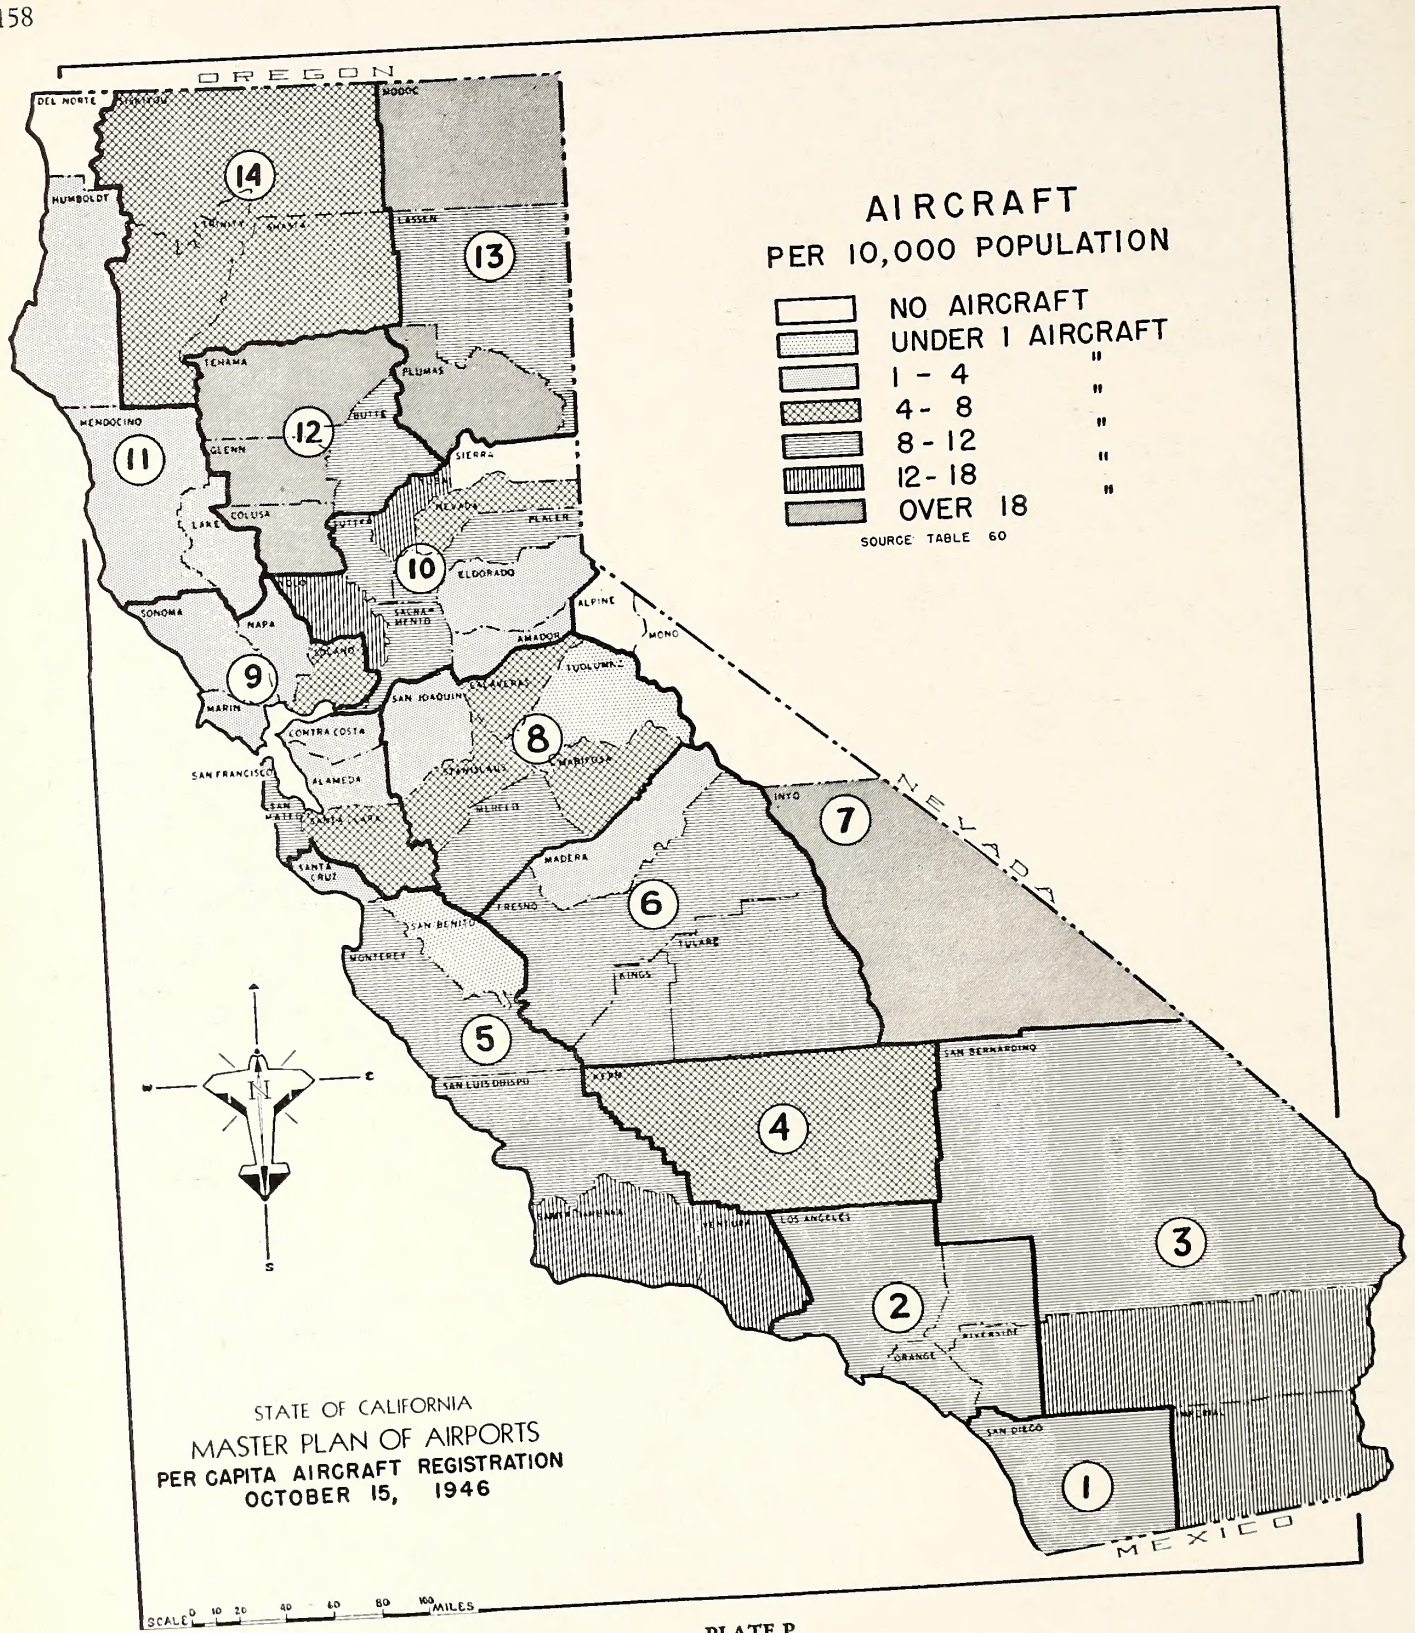 158
OREGON
DEL NORTE
SISKIYOU
MODOC
14
HUMBOLDT
TRINITY
SHASTA
LASSEN
13
AIRCRAFT
PER 10,000 POPULATION
NO AIRCRAFT
UNDER 1 AIRCRAFT
1 - 4 "
4 - 8 "
8 - 12 "
12 - 18 "
OVER 18 "
SOURCE TABLE 60
TEHAMA
PLUMAS
MENDOCINO
BUTTE
12
11
GLENN
SIERRA
COLUSA
LAKE
NEVADA
PLACER
SUTTER
10
ELDORADO
YOLO
SONOMA
NAPA
SACRA-
MENTO
ALPINE
AMADOR
MONO
SOLANO
9
TUOLUMNE
MARIN
SAN JOAQUIN
CALAVERAS
CONTRA COSTA
8
SAN FRANCISCO
ALAMEDA
STANISLAUS
MARIPOSA
SAN
MATEO
SANTA CLARA
MERCED
INYO
7
NEVADA
SANTA
CRUZ
MADERA
6
FRESNO
SAN BENITO
TULARE
MONTEREY
KINGS
5
SAN LUIS OBISPO
KERN
SAN BERNARDINO
W
N
E
S
4
SANTA BARBARA
VENTURA
LOS ANGELES
3
2
RIVERSIDE
ORANGE
IMPERIAL
SAN DIEGO
1
MEXICO
STATE OF CALIFORNIA
MASTER PLAN OF AIRPORTS
PER CAPITA AIRCRAFT REGISTRATION
OCTOBER 15, 1946
SCALE 0 10 20 40 60 80 100 MILES
PLATE P